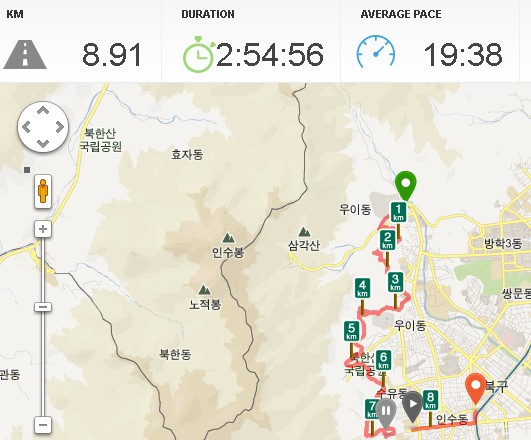 KM
DURATION
AVERAGE PACE
8.91
2:54:56
19:38
북한산
국립공원
효자동
우이동
1
km
2
km
방학3동
인수봉
삼각산
3
km
4
km
노적봉
쌍문동
우이동
5
km
북한동
6
km
국립공원
관동
수유동
북구
7
km
8
km
인수동